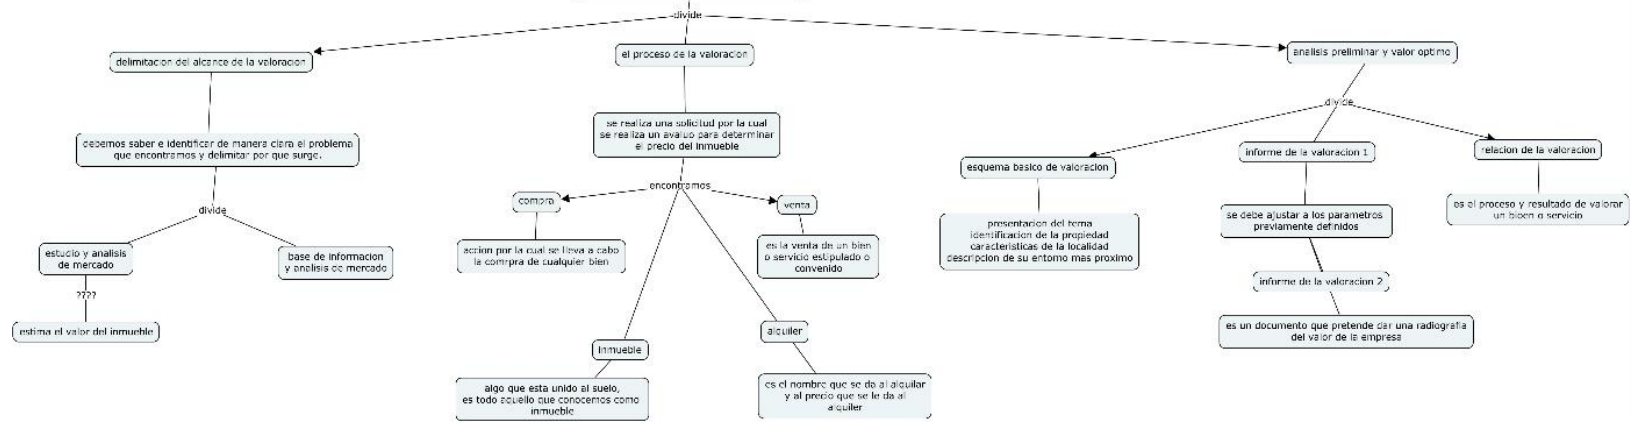 divide
delimitacion del alcance de la valoracion
el proceso de la valoracion
analisis preliminar y valor optimo
debemos saber e identificar de manera clara el problema
que encontramos y delimitar por que surge.
se realiza una solicitud por la cual
se realiza un avaluo para determinar
el precio del inmueble
divide
esquema basico de valoracion
informe de la valoracion 1
relacion de la valoracion
divide
encontramos
compra
venta
presentacion del tema
identificacion de la propiedad
caracteristicas de la localidad
descripcion de su entorno mas proximo
se debe ajustar a los parametros
previamente definidos
es el proceso y resultado de valorar
un bioen o servicio
estudio y analisis
de mercado
base de informacion
y analisis de mercado
accion por la cual se lleva a cabo
la comrpra de cualquier bien
es la venta de un bien
o servicio estipulado o
convenido
informe de la valoracion 2
????
estima el valor del inmueble
inmueble
alquiler
es un documento que pretende dar una radiografia
del valor de la empresa
algo que esta unido al suelo,
es todo aquello que conocemos como
inmueble
es el nombre que se da al alquilar
y al precio que se le da al
alquiler